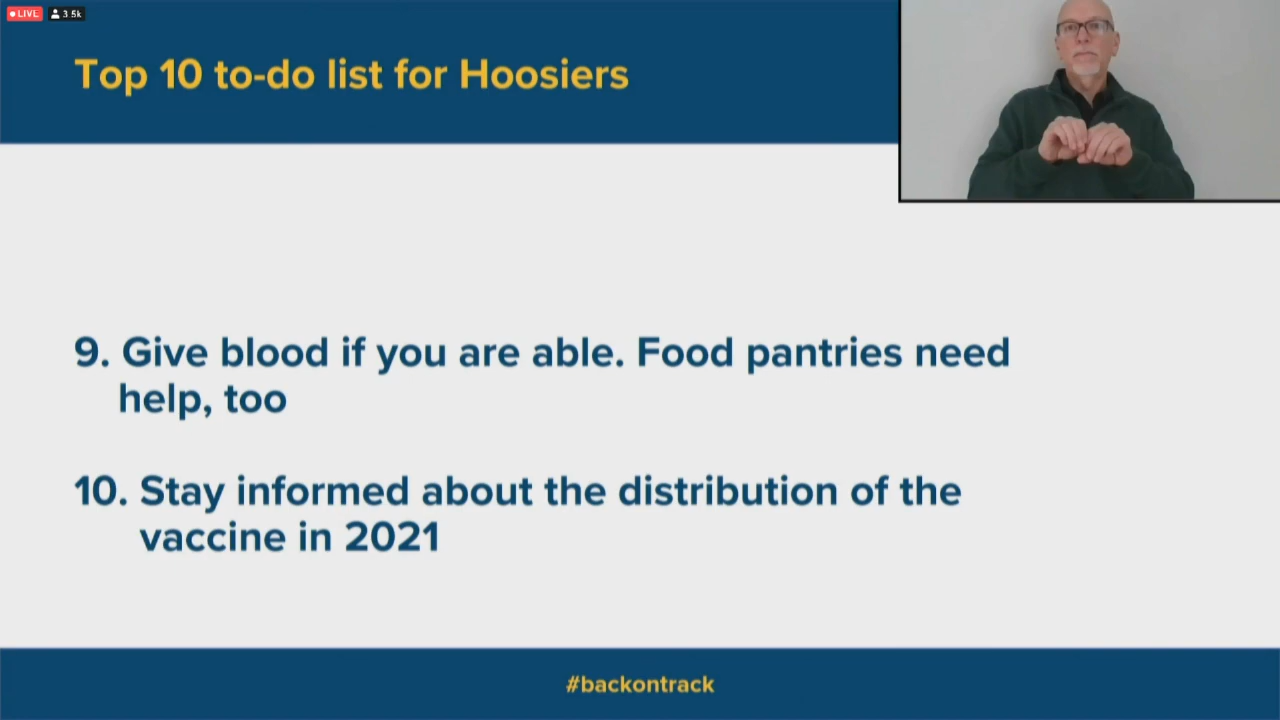 LIVE 3.5k
Top 10 to-do list for Hoosiers
9. Give blood if you are able. Food pantries need
help, too
10. Stay informed about the distribution of the
vaccine in 2021
#backontrack